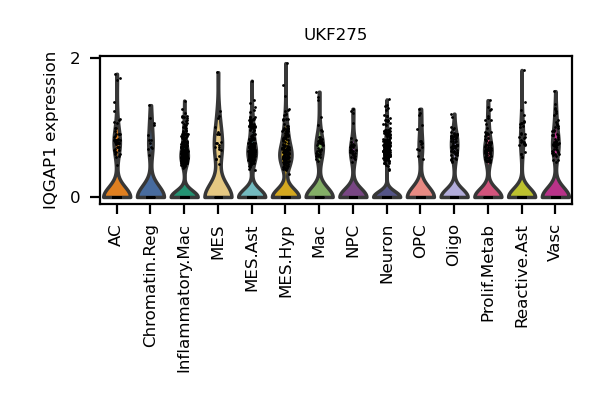 UKF275
IQGAP1 expression
2
0
AC
Chromatin.Reg
Inflammatory.Mac
MES
MES.Ast
MES.Hyp
Mac
NPC
Neuron
OPC
Oligo
Prolif.Metab
Reactive.Ast
Vasc